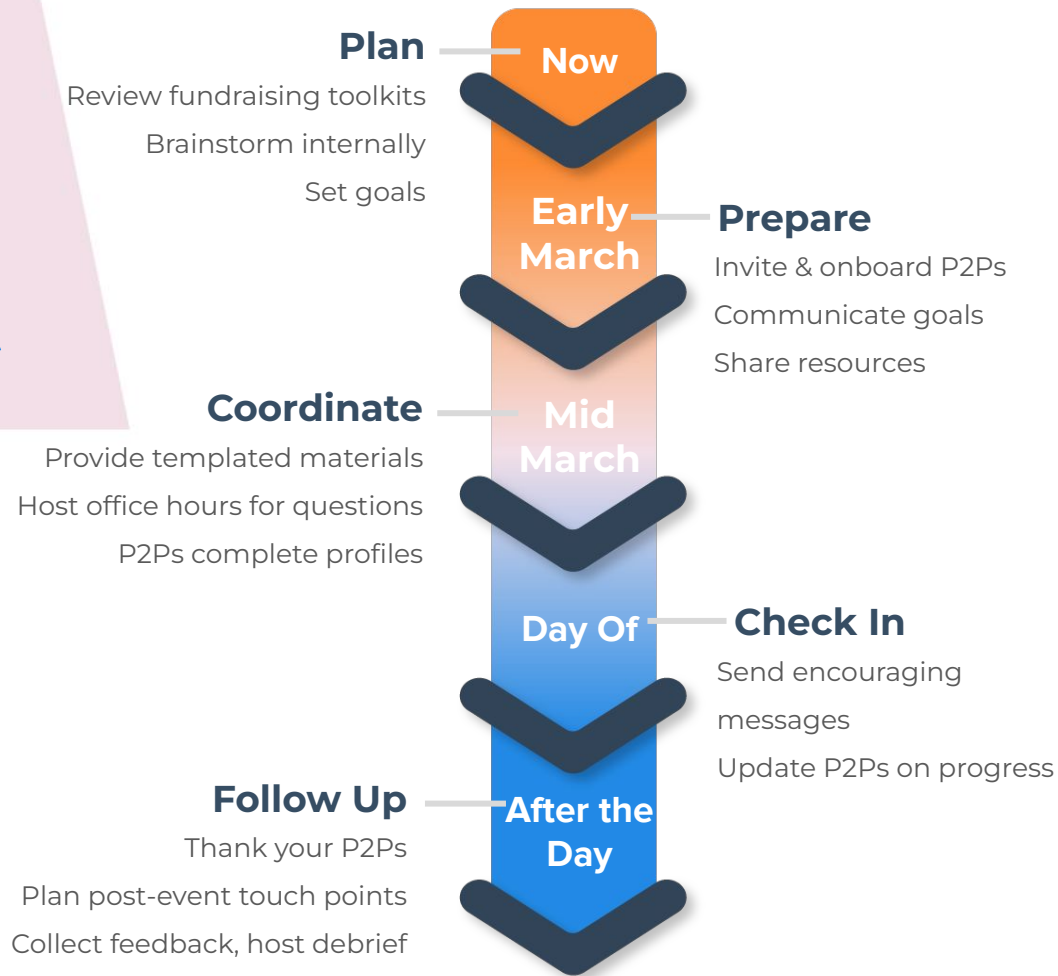 Plan
Now
Review fundraising toolkits
Brainstorm internally
Set goals
Early
March
Prepare
Invite & onboard P2Ps
Communicate goals
Share resources
Coordinate
Mid
March
Provide templated materials
Host office hours for questions
P2Ps complete profiles
Day Of
Check In
Send encouraging
messages
Update P2Ps on progress
Follow Up
After the
Day
Thank your P2Ps
Plan post-event touch points
Collect feedback, host debrief